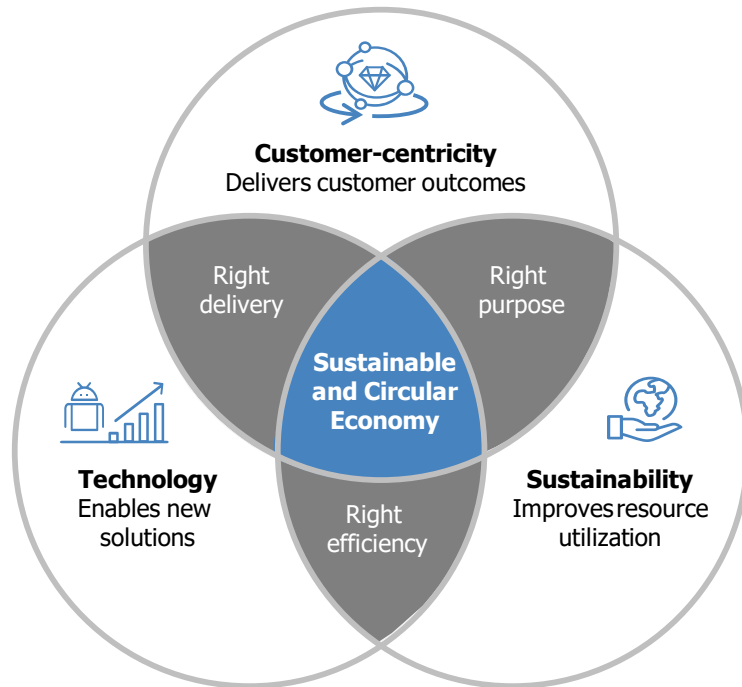 Customer-centricity
Delivers customer outcomes
Right
delivery
Right
purpose
Sustainable
and Circular
Economy
Technology
Enables new
solutions
Sustainability
Improves resource
utilization
Right
efficiency